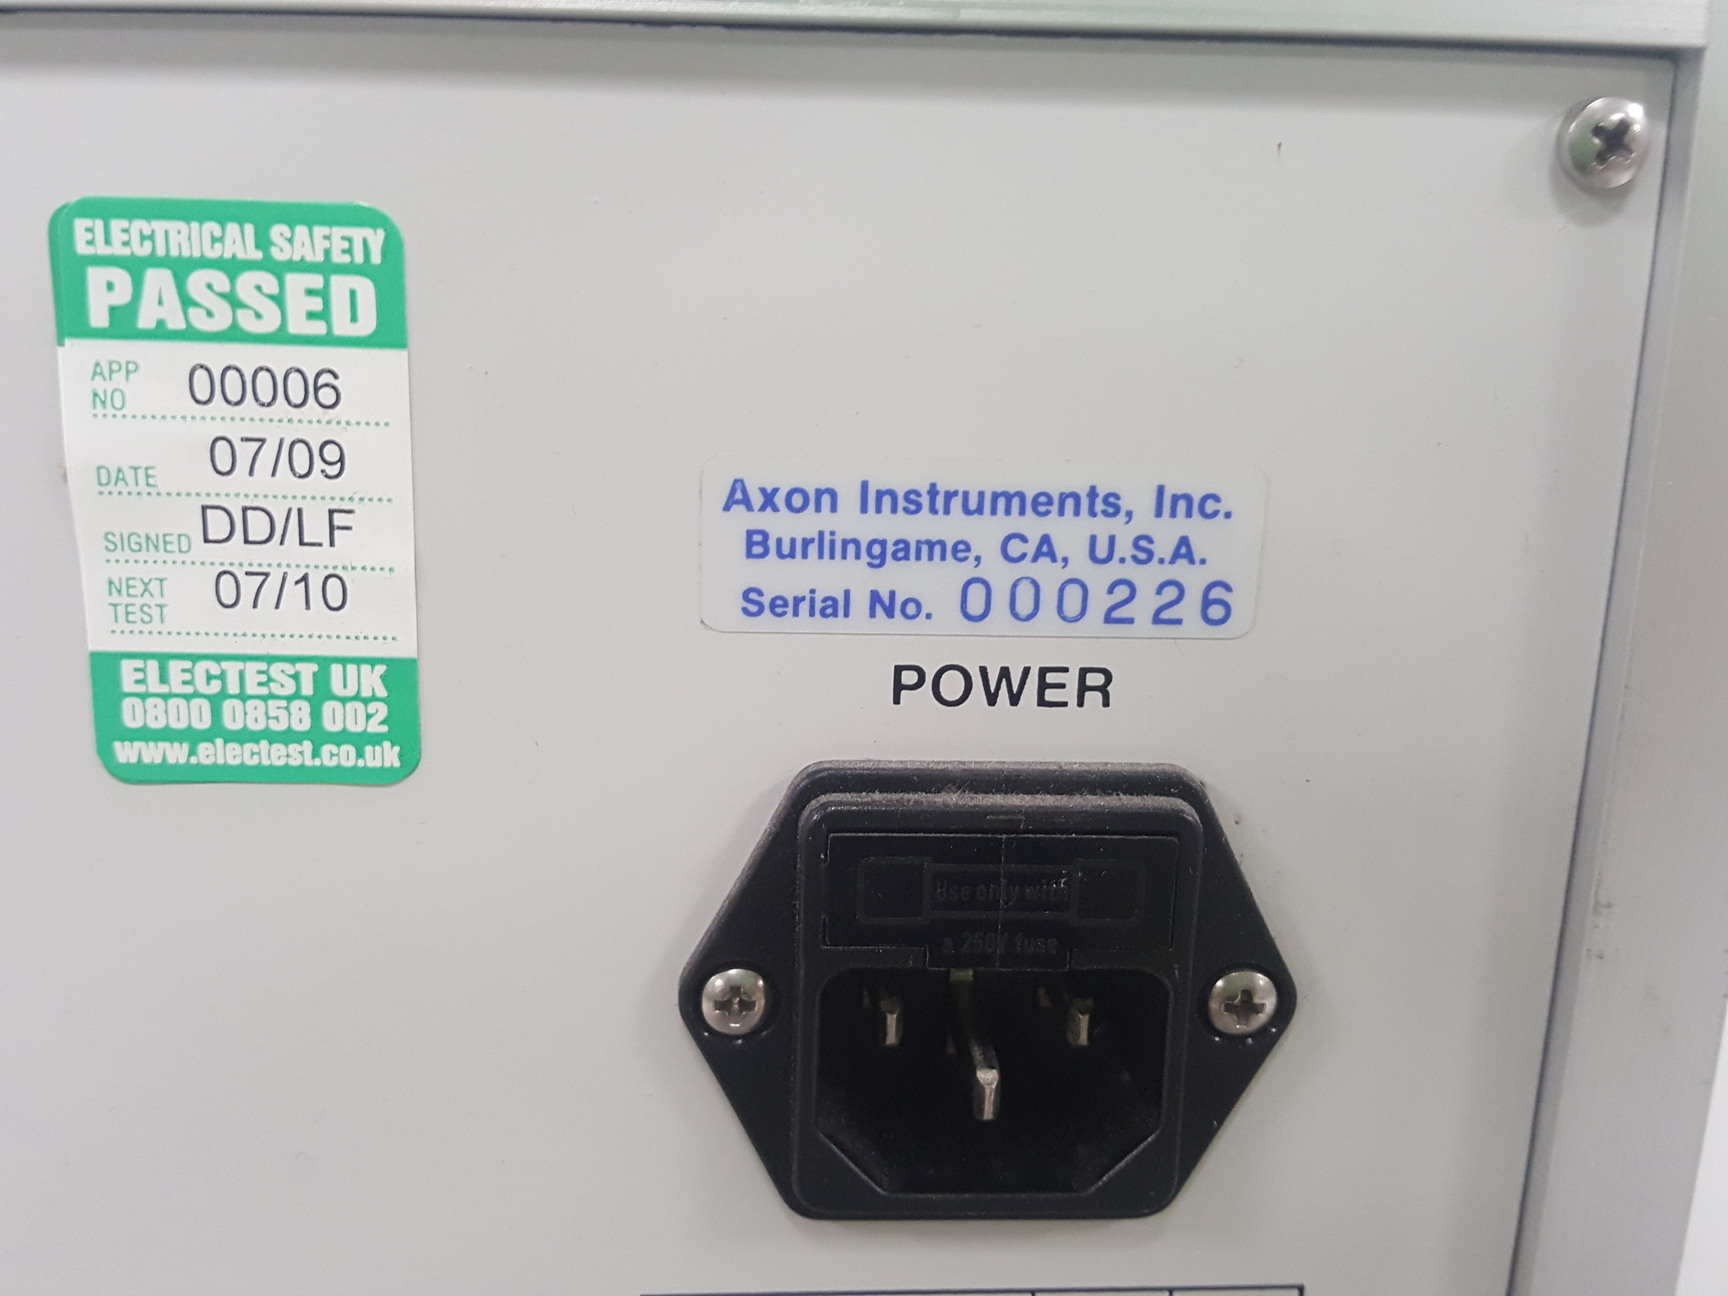 ELECTRICAL SAFETY
PASSED
APP NO 00006
DATE 07/09
SIGNED DD/LF
NEXT TEST 07/10
ELECTEST UK
0800 0858 002
www.electest.co.uk
Axon Instruments, Inc.
Burlingame, CA, U.S.A.
Serial No. 000226
POWER
Use only with
a 250V fuse